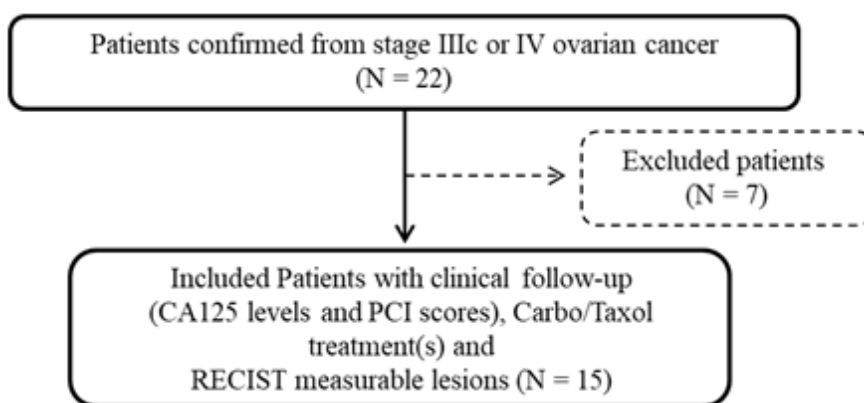 Patients confirmed from stage IIIc or IV ovarian cancer
(N = 22)
Excluded patients
(N = 7)
Included Patients with clinical follow-up
(CA125 levels and PCI scores), Carbo/Taxol
treatment(s) and
RECIST measurable lesions (N = 15)